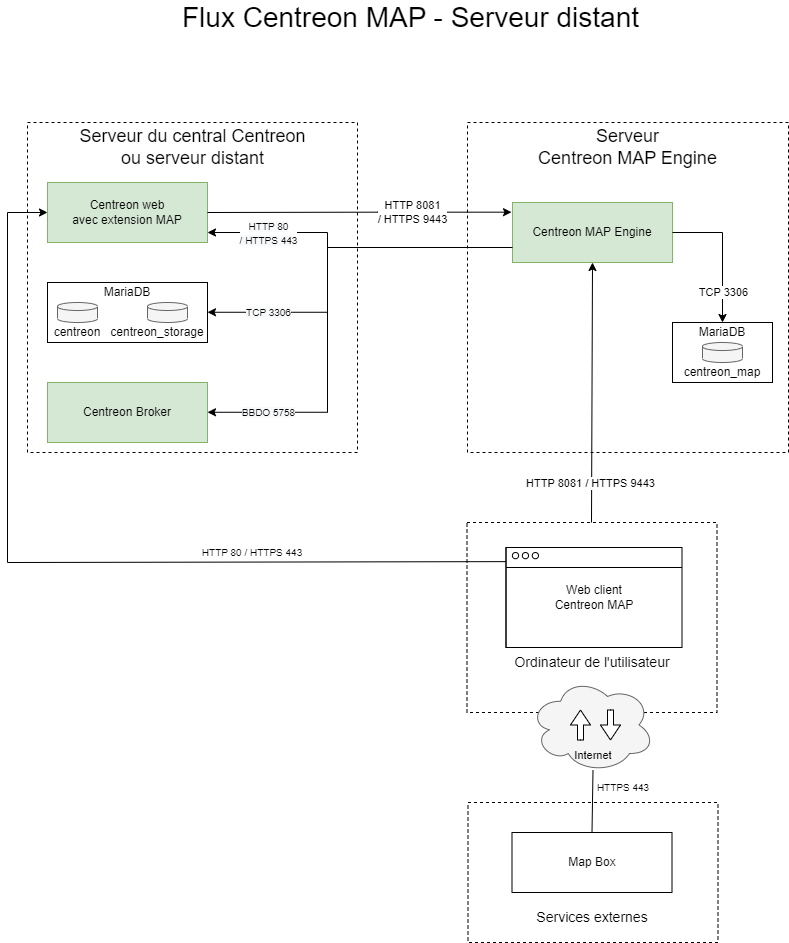 Flux Centreon MAP - Serveur distant
Serveur du central Centreon
ou serveur distant
Serveur
Centreon MAP Engine
Centreon web
avec extension MAP
HTTP 8081
/ HTTPS 9443
HTTP 80
/ HTTPS 443
Centreon MAP Engine
MariaDB
centreon
centreon_storage
TCP 3306
TCP 3306
MariaDB
centreon_map
Centreon Broker
BBDO 5758
HTTP 8081 / HTTPS 9443
HTTP 80 / HTTPS 443
Web client
Centreon MAP
Ordinateur de l'utilisateur
Internet
HTTPS 443
Map Box
Services externes